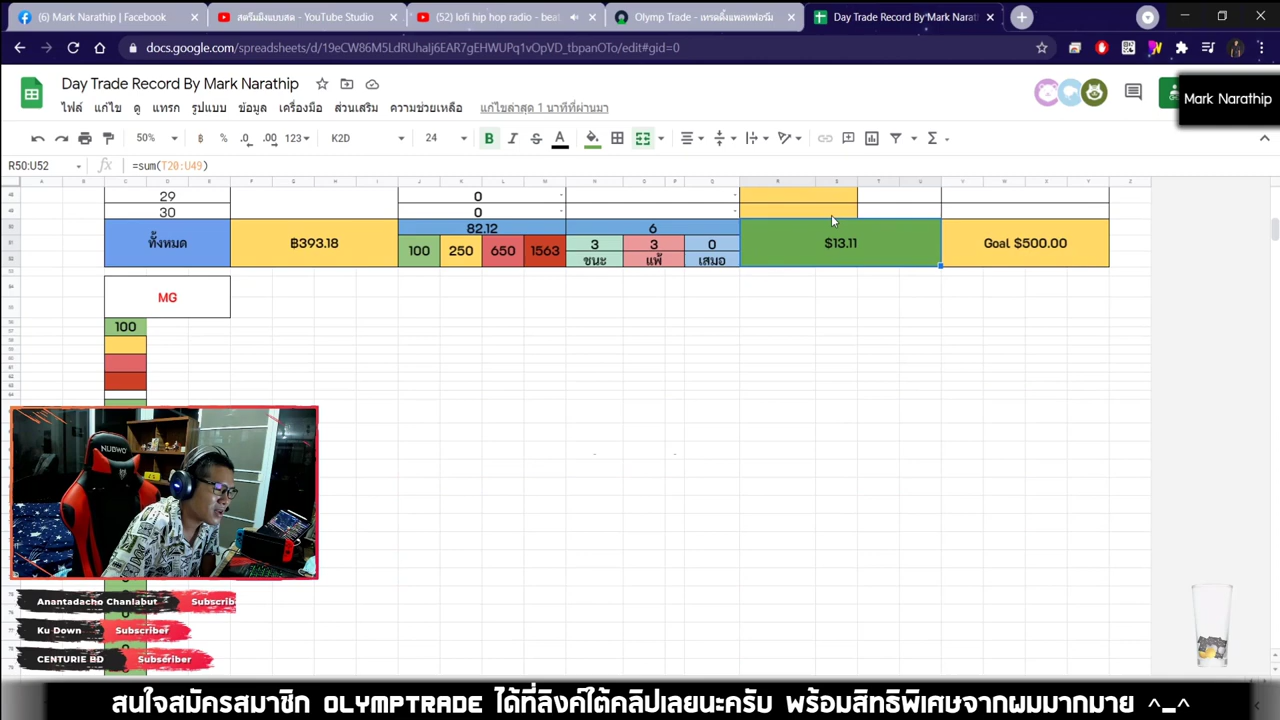 (6) Mark Narathip | Facebook
สตรีมมิงแบบสด - YouTube Studio
(52) lofi hip hop radio - bea
Olymp Trade - เทรดดิ้งแพลทฟอร์ม
Day Trade Record By Mark Narat
docs.google.com/spreadsheets/d/19eCW86M5LdRUhaIj6EAR7gEHWUPq1vOpVD_tbpanOTo/edit#gid=0
Day Trade Record By Mark Narathip
Mark Narathip
ไฟล์ แก้ไข ดู แทรก รูปแบบ ข้อมูล เครื่องมือ ส่วนเสริม ความช่วยเหลือ แก้ไขล่าสุด 1 นาทีที่ผ่านมา
50% ฿ % .0 .00 123 K2D 24 B I S A
R50:U52 =sum(T20:U49)
29 0 - -
30 0 - -
ทั้งหมด ฿393.18 82.12 6 $13.11 Goal $500.00
100 250 650 1563 3 3 0
ชนะ แพ้ เสมอ
MG
100
NUBWO
Anantadacho Chanlabut Subscrib
Ku Down Subscriber
CENTURIE BD Subscriber
สนใจสมัครสมาชิก OLYMPTRADE ได้ที่ลิงค์ใต้คลิปเลยนะครับ พร้อมสิทธิพิเศษจากผมมากมาย ^_^